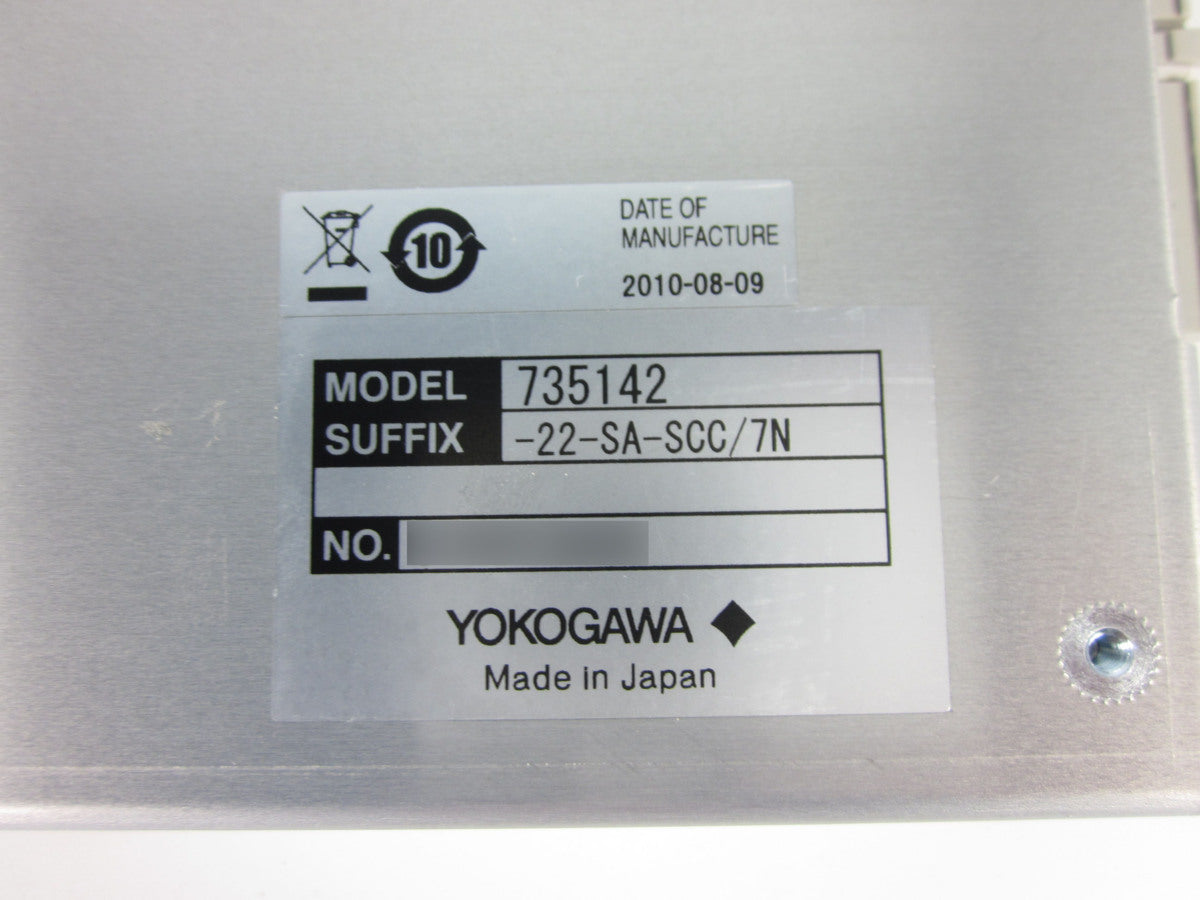 10
DATE OF
MANUFACTURE
2010-08-09
MODEL 735142
SUFFIX -22-SA-SCC/7N
NO.
YOKOGAWA
Made in Japan